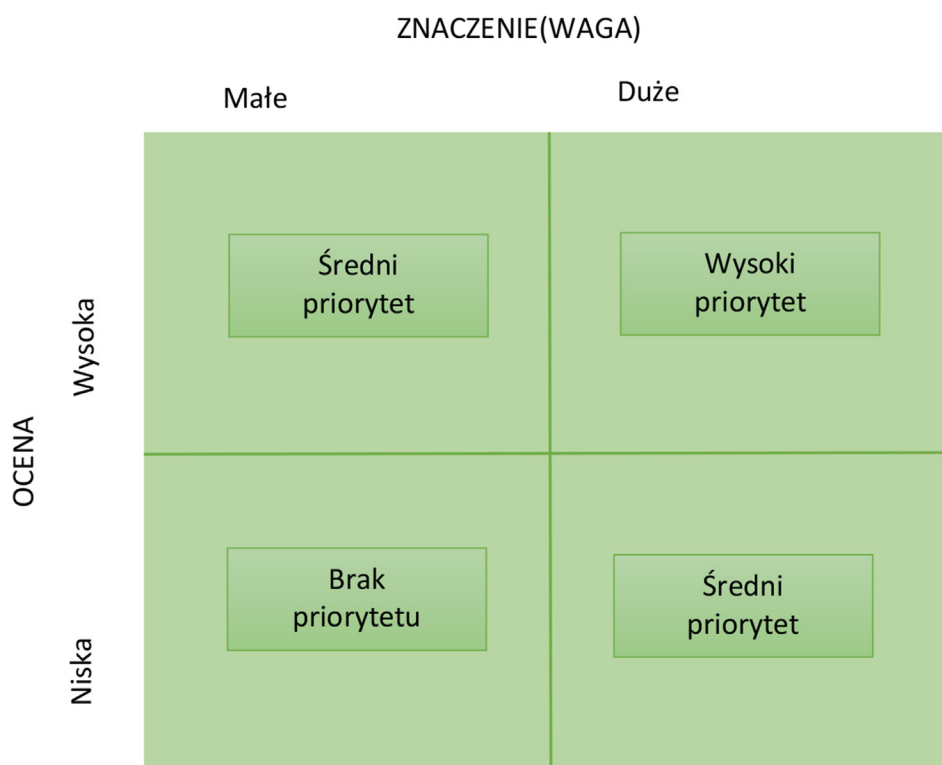 ZNACZENIE(WAGA)
Małe
Duże
OCENA
Wysoka
Średni
priorytet
Wysoki
priorytet
Niska
Brak
priorytetu
Średni
priorytet